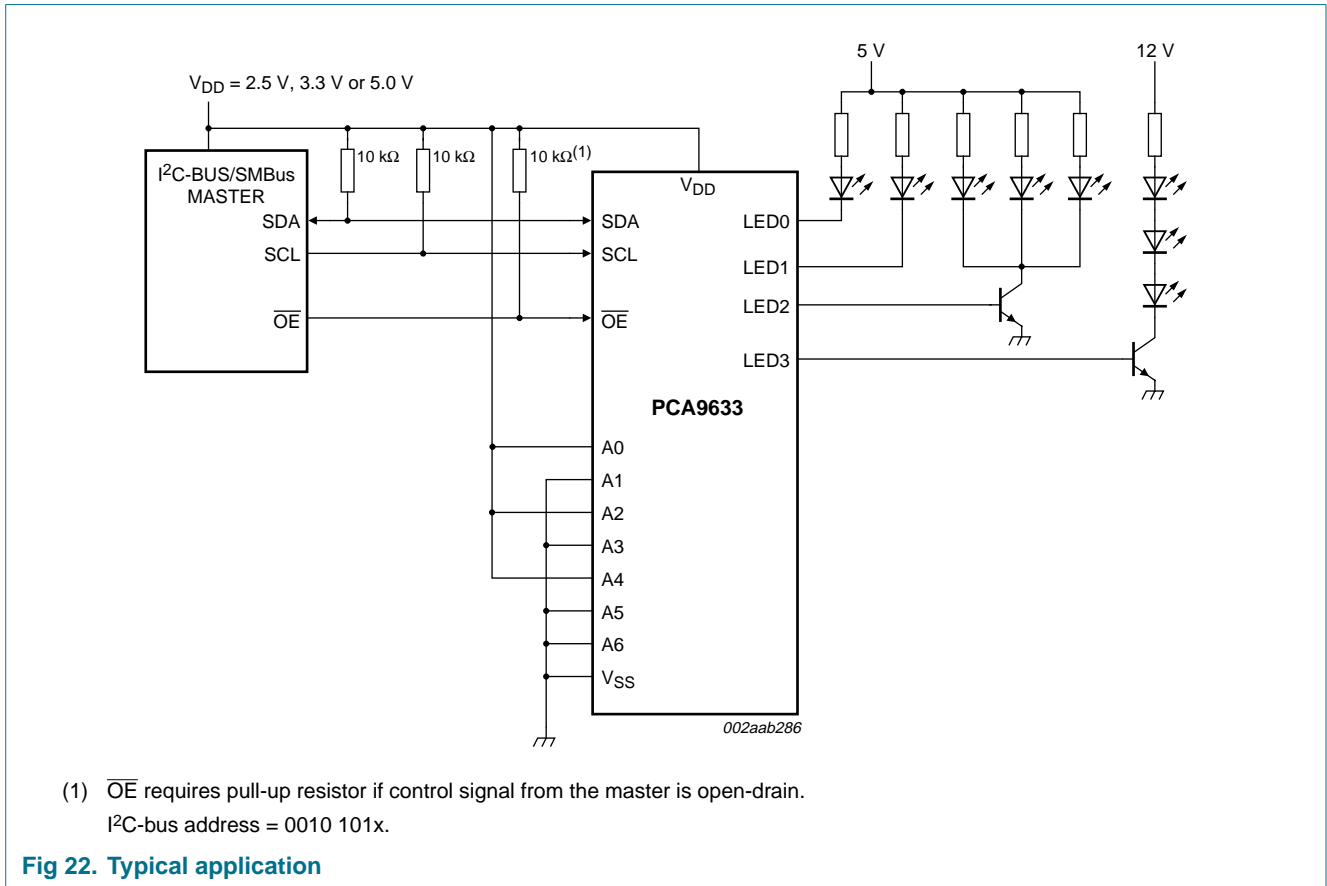 5 V
12 V
VDD = 2.5 V, 3.3 V or 5.0 V
10 kΩ
10 kΩ
10 kΩ(1)
I2C-BUS/SMBus
MASTER
VDD
SDA
SDA
LED0
SCL
SCL
LED1
LED2
OE
OE
LED3
PCA9633
A0
A1
A2
A3
A4
A5
A6
VSS
002aab286
(1) OE requires pull-up resistor if control signal from the master is open-drain.
I2C-bus address = 0010 101x.
Fig 22. Typical application